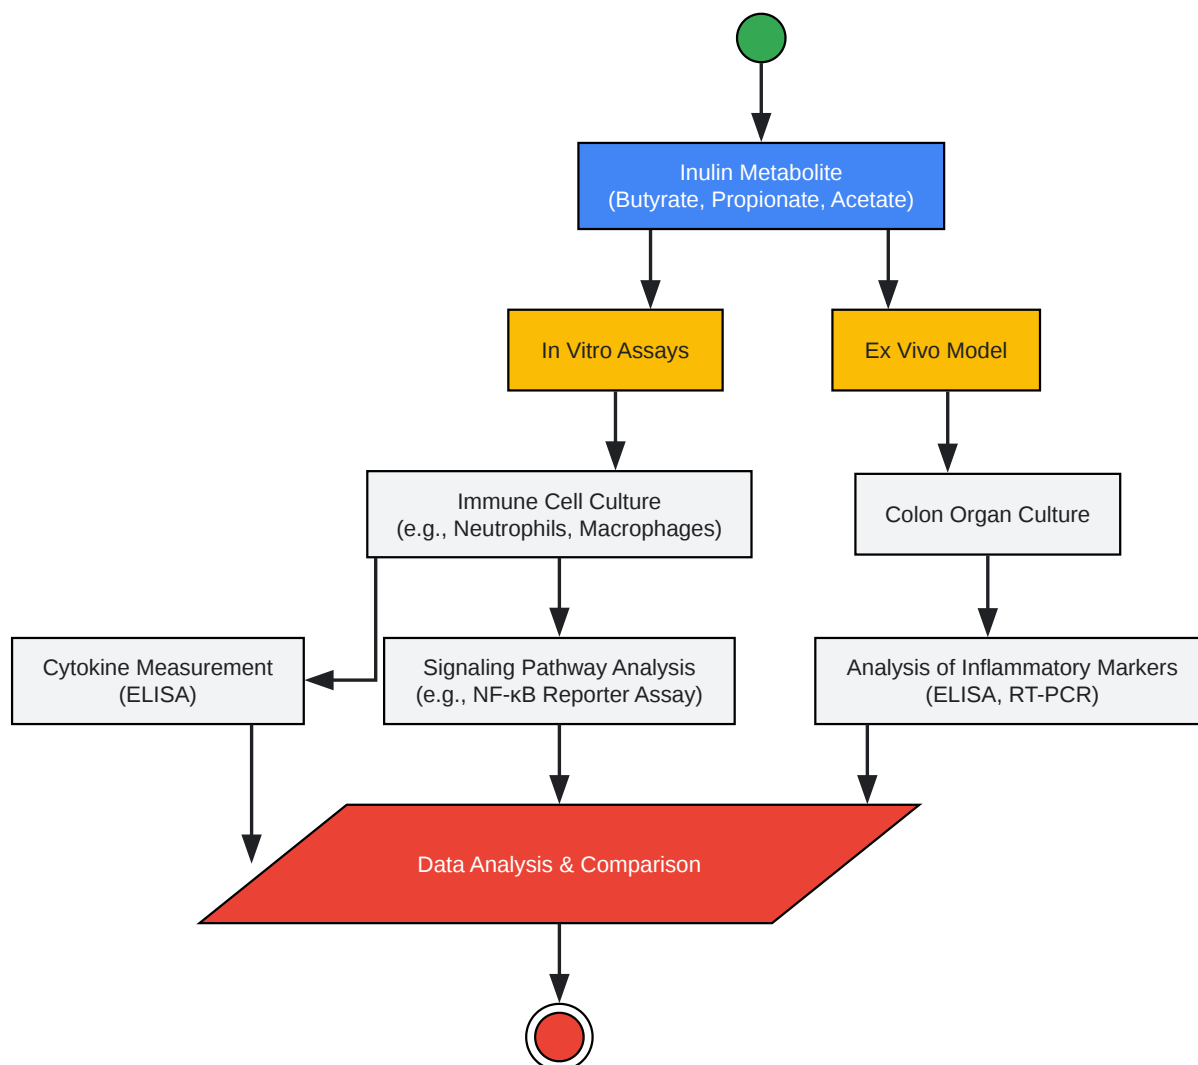 Inulin Metabolite
(Butyrate, Propionate, Acetate)
In Vitro Assays
Ex Vivo Model
Immune Cell Culture
(e.g., Neutrophils, Macrophages)
Colon Organ Culture
Cytokine Measurement
(ELISA)
Signaling Pathway Analysis
(e.g., NF-κB Reporter Assay)
Analysis of Inflammatory Markers
(ELISA, RT-PCR)
Data Analysis & Comparison